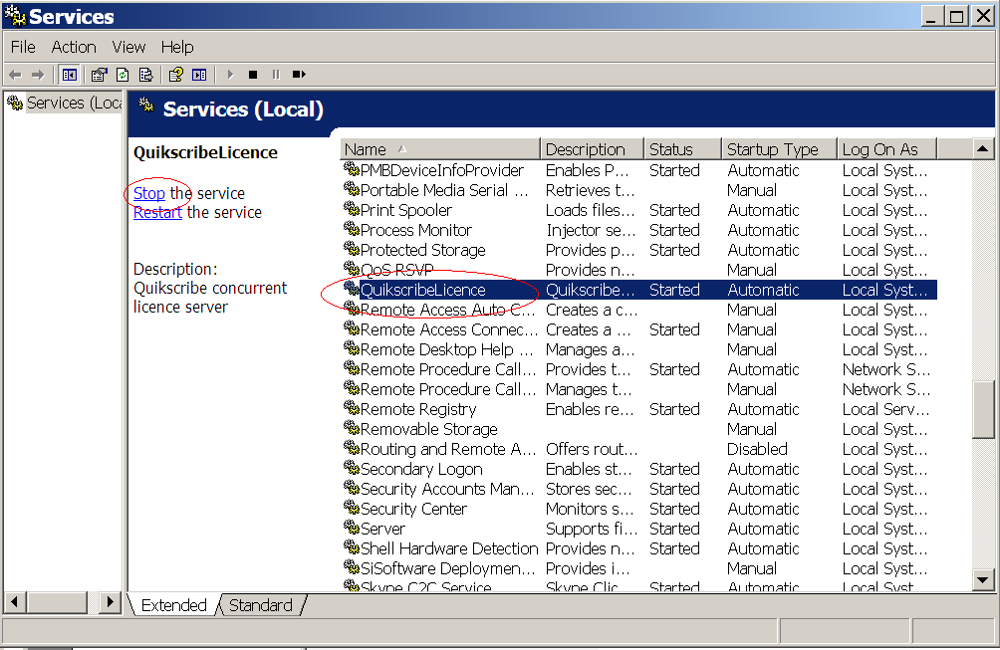 Services
File Action View Help
Services (Loca
Services (Local)
QuikscribeLicence
Stop the service
Restart the service
Description:
Quikscribe concurrent
licence server
Name Description Status Startup Type Log On As
PMBDeviceInfoProvider Enables P... Started Automatic Local Syst...
Portable Media Serial ... Retrieves t... Manual Local Syst...
Print Spooler Loads files... Started Automatic Local Syst...
Process Monitor Injector se... Started Automatic Local Syst...
Protected Storage Provides p... Started Automatic Local Syst...
QoS RSVP Provides n... Manual Local Syst...
QuikscribeLicence Quikscribe... Started Automatic Local Syst...
Remote Access Auto C... Creates a c... Manual Local Syst...
Remote Access Connec... Creates a ... Started Manual Local Syst...
Remote Desktop Help ... Manages a... Manual Local Syst...
Remote Procedure Call... Provides t... Started Automatic Network S...
Remote Procedure Call... Manages t... Manual Network S...
Remote Registry Enables re... Started Automatic Local Serv...
Removable Storage Manual Local Syst...
Routing and Remote A... Offers rout... Disabled Local Syst...
Secondary Logon Enables st... Started Automatic Local Syst...
Security Accounts Man... Stores sec... Started Automatic Local Syst...
Security Center Monitors s... Started Automatic Local Syst...
Server Supports fi... Started Automatic Local Syst...
Shell Hardware Detection Provides n... Started Automatic Local Syst...
SiSoftware Deploymen... Provides i... Manual Local Syst...
Skype C2C Service Skype Clic... Started Automatic Local Syst...
Extended Standard